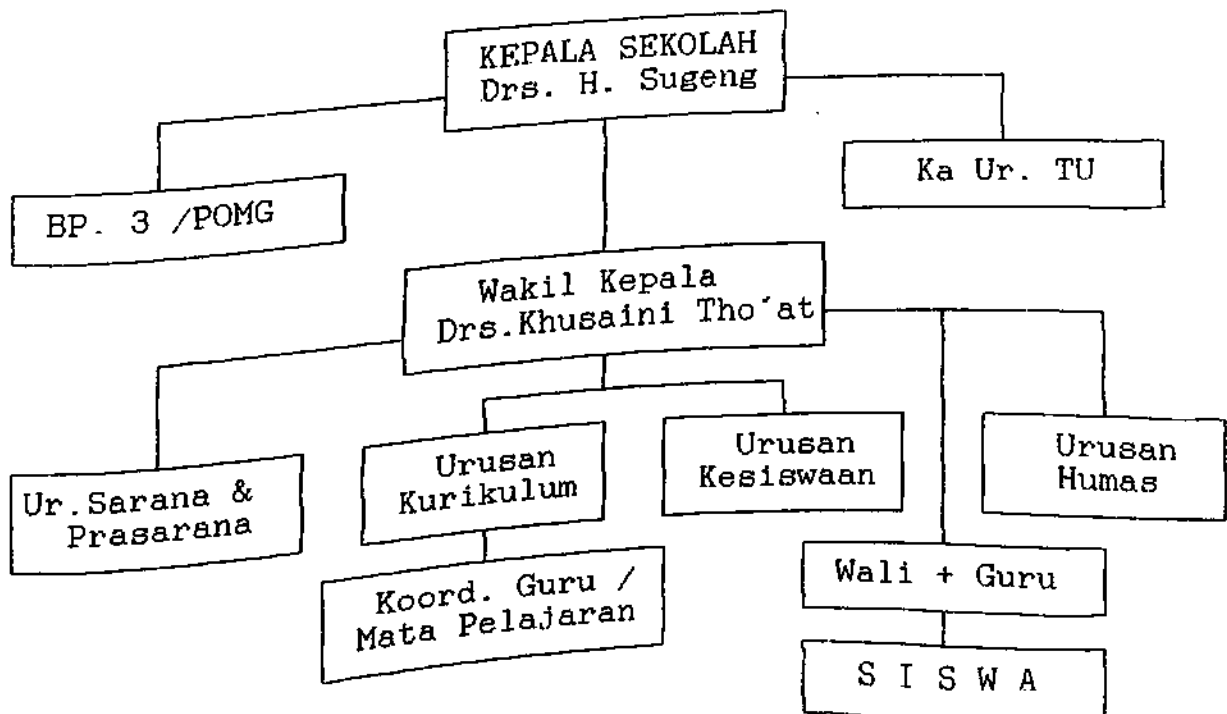 KEPALA SEKOLAH
Drs. H. Sugeng
Ka Ur. TU
BP. 3 /POMG
Wakil Kepala
Drs.Khusaini Tho´at
Ur.Sarana &
Prasarana
Urusan
Kurikulum
Urusan
Kesiswaan
Urusan
Humas
Koord. Guru /
Mata Pelajaran
Wali + Guru
S I S W A